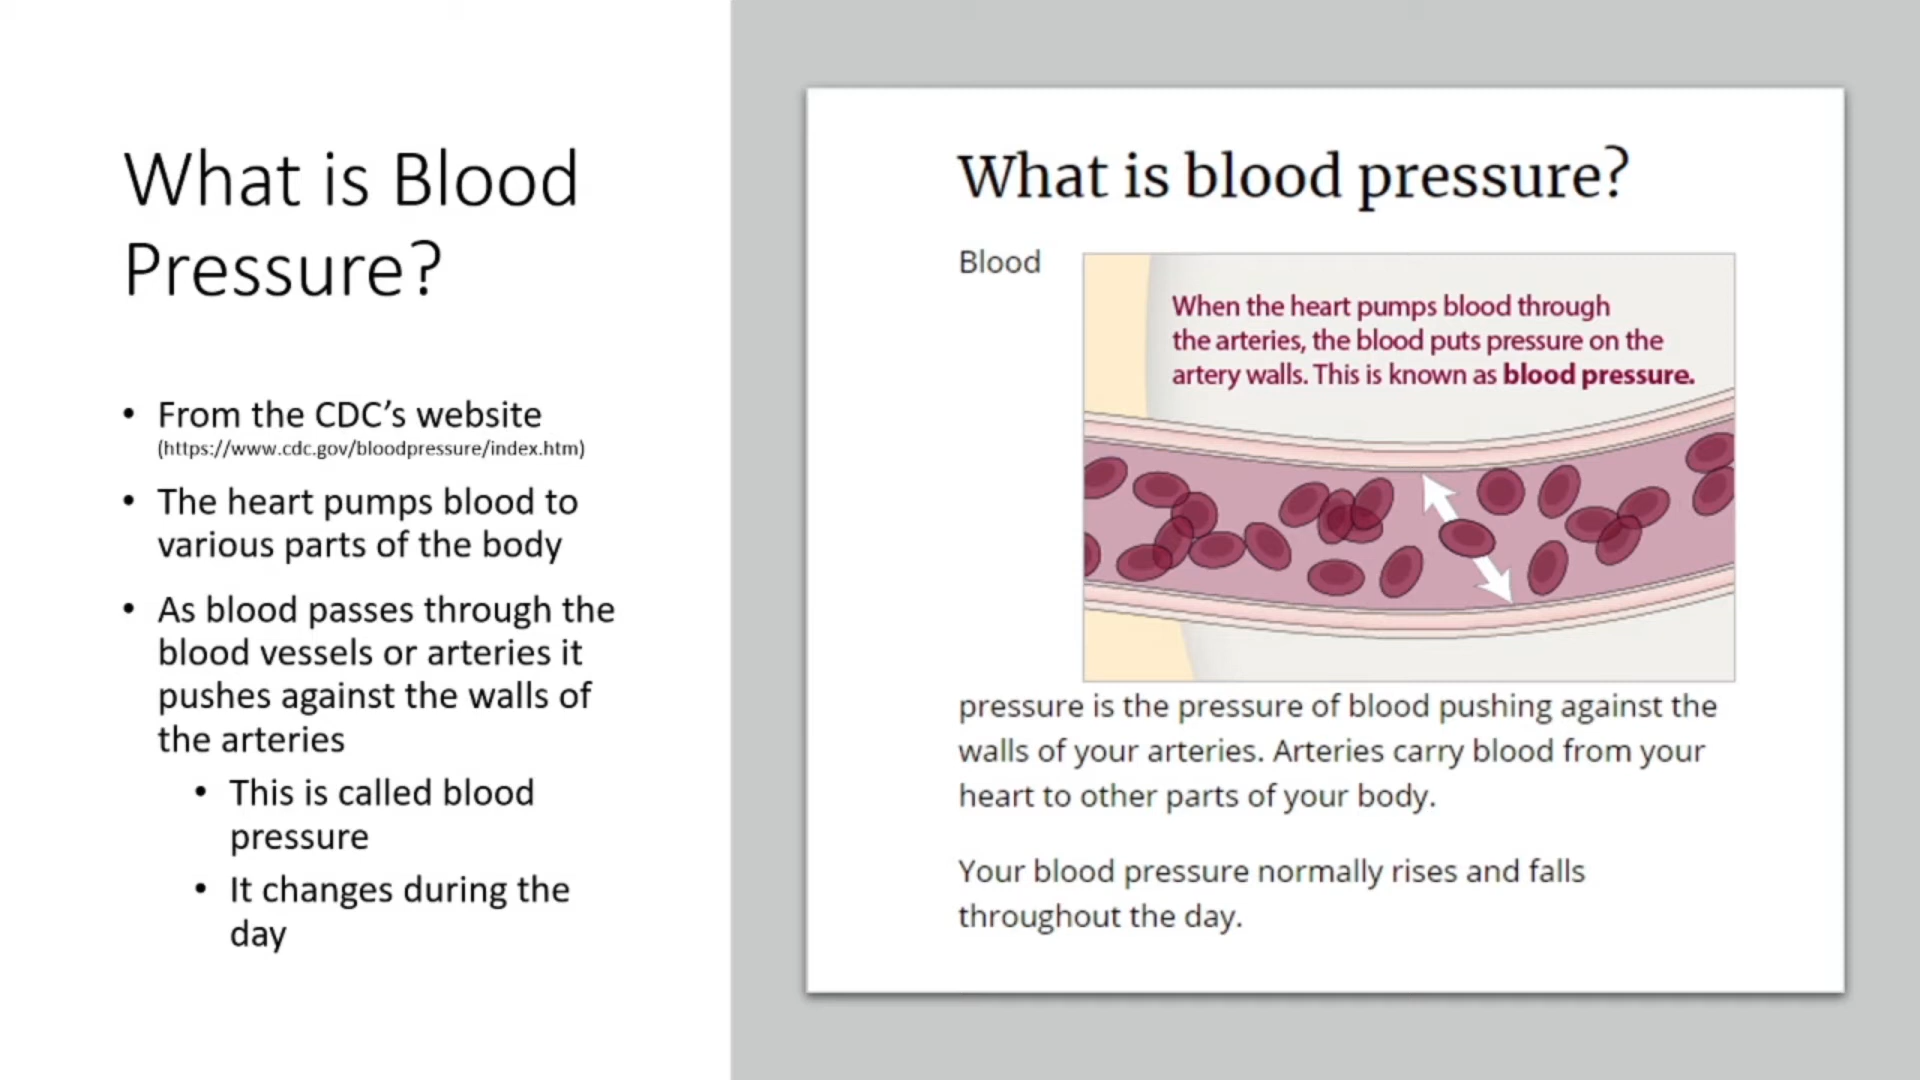 What is Blood
Pressure?
• From the CDC’s website
(https://www.cdc.gov/bloodpressure/index.htm)
• The heart pumps blood to
various parts of the body
• As blood passes through the
blood vessels or arteries it
pushes against the walls of
the arteries
• This is called blood
pressure
• It changes during the
day
What is blood pressure?
Blood
When the heart pumps blood through
the arteries, the blood puts pressure on the
artery walls. This is known as blood pressure.
pressure is the pressure of blood pushing against the
walls of your arteries. Arteries carry blood from your
heart to other parts of your body.
Your blood pressure normally rises and falls
throughout the day.